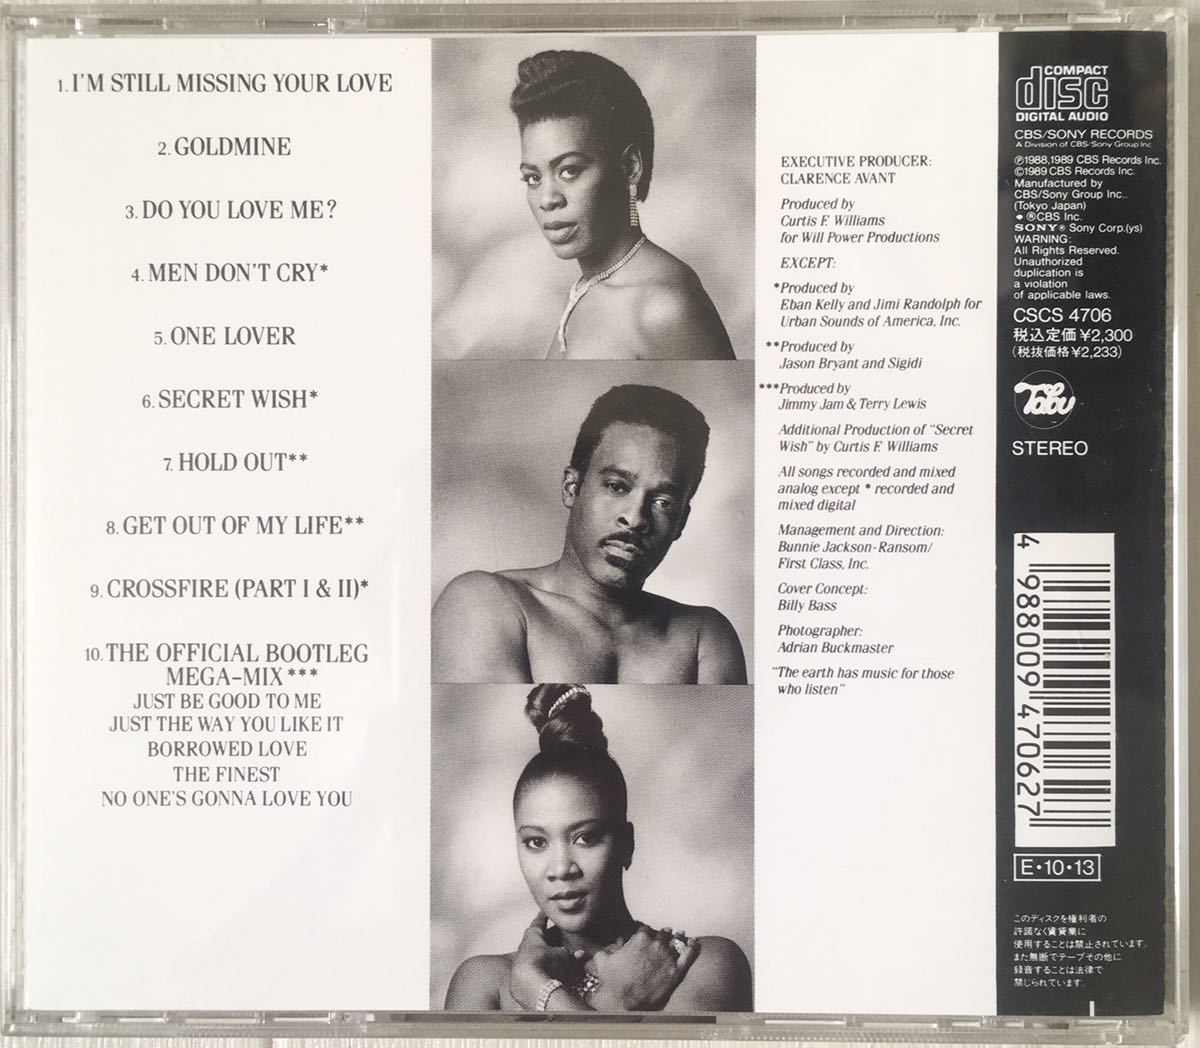 1. I'M STILL MISSING YOUR LOVE
2. GOLDMINE
3. DO YOU LOVE ME?
4. MEN DON'T CRY*
5. ONE LOVER
6. SECRET WISH*
7. HOLD OUT**
8. GET OUT OF MY LIFE**
9. CROSSFIRE (PART I & II)*
10. THE OFFICIAL BOOTLEG
MEGA-MIX***
JUST BE GOOD TO ME
JUST THE WAY YOU LIKE IT
BORROWED LOVE
THE FINEST
NO ONE'S GONNA LOVE YOU
EXECUTIVE PRODUCER:
CLARENCE AVANT
Produced by
Curtis F. Williams
for Will Power Productions
EXCEPT:
*Produced by
Eban Kelly and Jimi Randolph for
Urban Sounds of America, Inc.
**Produced by
Jason Bryant and Sigidi
***Produced by
Jimmy Jam & Terry Lewis
Additional Production of "Secret
Wish" by Curtis F. Williams
All songs recorded and mixed
analog except * recorded and
mixed digital
Management and Direction:
Bunnie Jackson-Ransom/
First Class, Inc.
Cover Concept:
Billy Bass
Photographer:
Adrian Buckmaster
"The earth has music for those
who listen"
COMPACT
disc
DIGITAL AUDIO
CBS/SONY RECORDS
A Division of CBS/Sony Group Inc
℗1988,1989 CBS Records Inc.
©1989 CBS Records Inc.
Manufactured by
CBS/Sony Group Inc..
(Tokyo Japan)
®CBS Inc.
SONY® Sony Corp.(ys)
WARNING:
All Rights Reserved.
Unauthorized
duplication is
a violation
of applicable laws.
CSCS 4706
税込定価¥2,300
(税抜価格¥2,233)
Tabu
STEREO
4 988009 470627
E・10・13
このディスクを権利者の
許諾なく賃貸業に
使用することは禁止されています。
また無断でテープその他に
録音することは法律で
禁じられています。